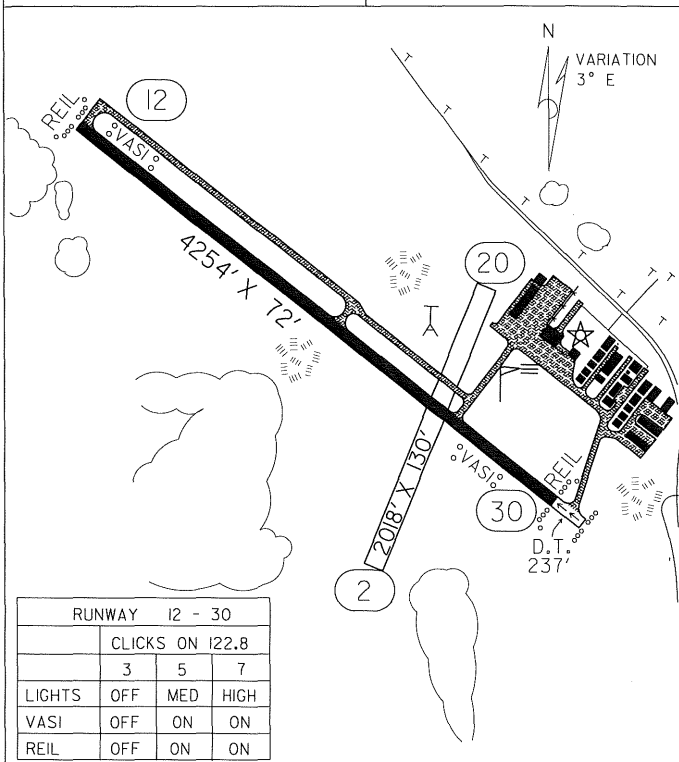 N
VARIATION
3° E
REIL
12
VASI
4254' X 72'
20
T
T
T
T
T
T
T
T
2018' X 130'
VASI
REIL
30
D.T.
237'
2
RUNWAY 12 - 30
CLICKS ON 122.8
3 5 7
LIGHTS OFF MED HIGH
VASI OFF ON ON
REIL OFF ON ON